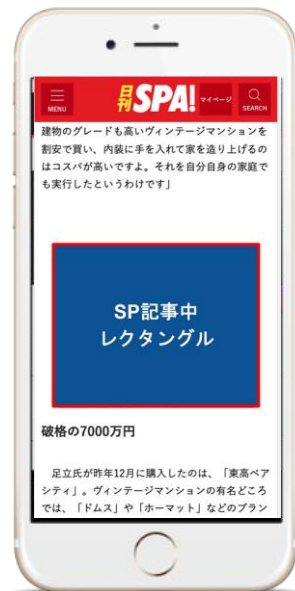 MENU
日刊SPA!
マイページ
SEARCH
建物のグレードも高いヴィンテージマンションを
割安で買い、内装に手を入れて家を造り上げるの
はコスパが高いですよ。それを自分自身の家庭で
も実行したというわけです」
SP記事中
レクタングル
破格の7000万円
足立氏が昨年12月に購入したのは、「東高ペア
シティ」。ヴィンテージマンションの有名どころ
では、「ドムス」や「ホーマット」などのブラン